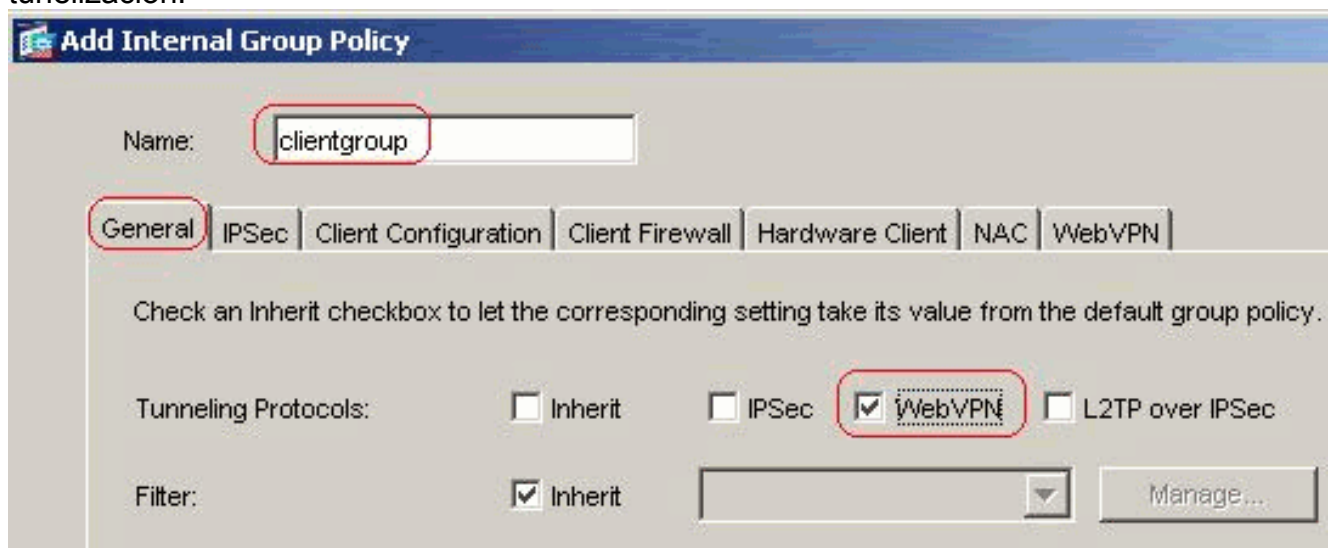 tunelización.
Add Internal Group Policy
Name: clientgroup
General IPSec Client Configuration Client Firewall Hardware Client NAC WebVPN
Check an Inherit checkbox to let the corresponding setting take its value from the default group policy.
Tunneling Protocols: Inherit IPSec WebVPN L2TP over IPSec
Filter: Inherit Manage...